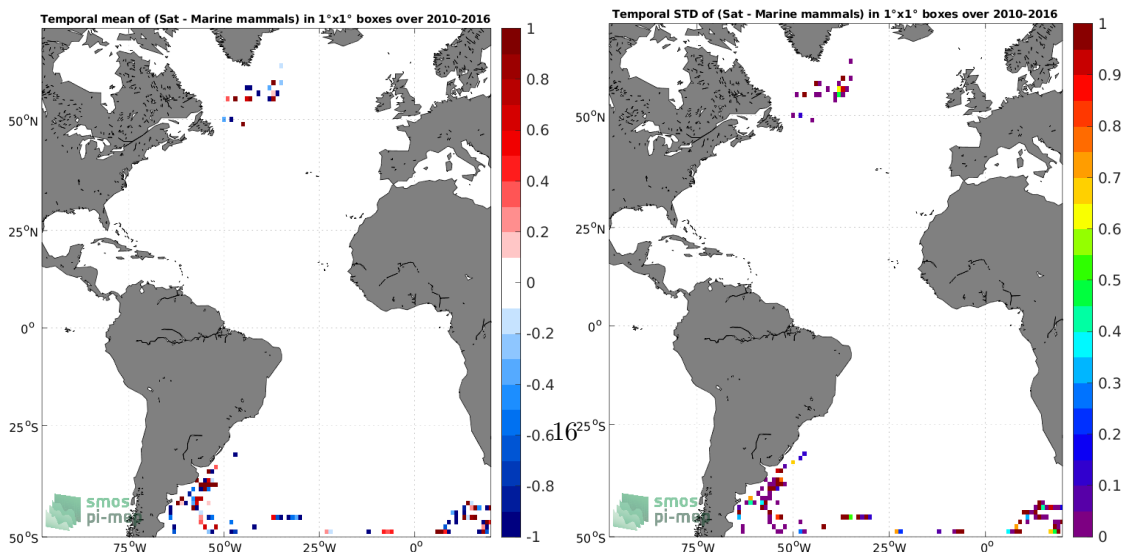 Temporal mean of (Sat - Marine mammals) in 1°x1° boxes over 2010-2016
50°N
25°N
0°
25°S
50°S
75°W
50°W
25°W
0°
1
0.8
0.6
0.4
0.2
0
-0.2
-0.4
-0.6
-0.8
-1
smos
pi-mep
16
Temporal STD of (Sat - Marine mammals) in 1°x1° boxes over 2010-2016
50°N
25°N
0°
25°S
50°S
75°W
50°W
25°W
0°
1
0.9
0.8
0.7
0.6
0.5
0.4
0.3
0.2
0.1
0
smos
pi-mep